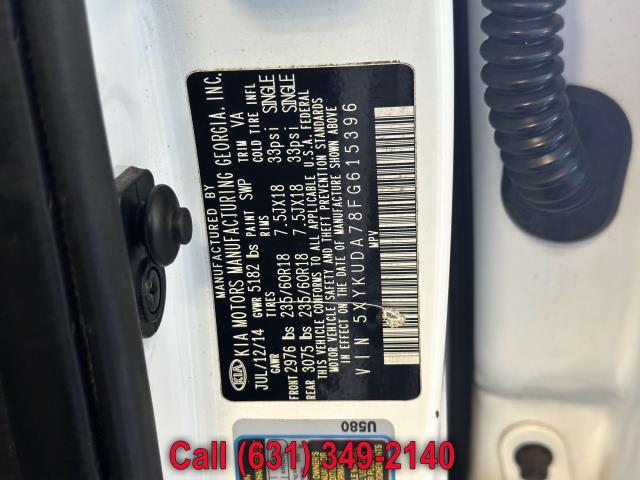 MANUFACTURED BY
KIA KIA MOTORS MANUFACTURING GEORGIA, INC.
JUL/12/14 GVWR 5182 lbs PAINT SWP TRIM VA
GAWR TIRES RIMS COLD TIRE INFL
FRONT 2976 lbs 235/60R18 7.5JX18 33psi SINGLE
REAR 3075 lbs 235/60R18 7.5JX18 33psi SINGLE
THIS VEHICLE CONFORMS TO ALL APPLICABLE U.S.A. FEDERAL
MOTOR VEHICLE SAFETY AND THEFT PREVENTION STANDARDS
IN EFFECT ON THE DATE OF MANUFACTURE SHOWN ABOVE
VIN 5XYKUDA78FG615396
MPV
U580
Call (631) 349-2140